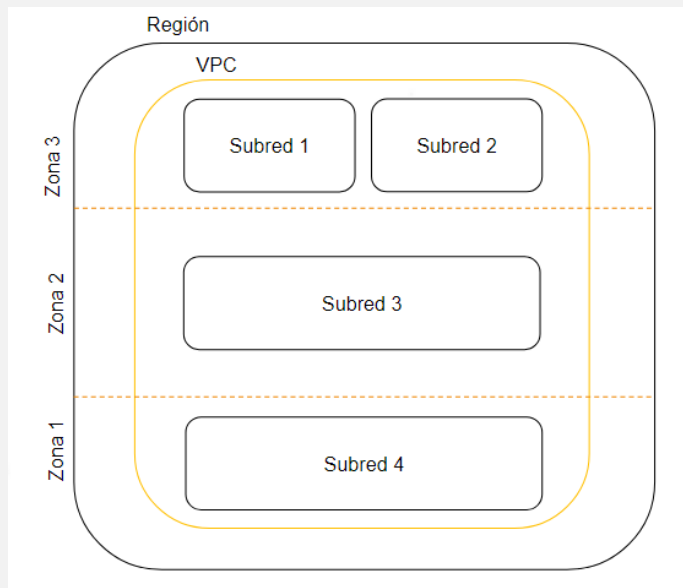 Región
VPC
Zona 3
Subred 1
Subred 2
Zona 2
Subred 3
Zona 1
Subred 4